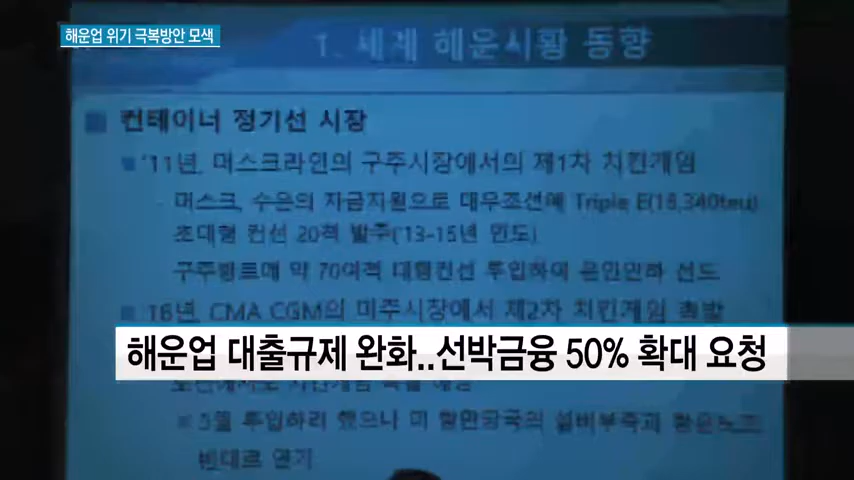 해운업 위기 극복방안 모색
1. 세계 해운시황 동향
컨테이너 정기선 시장
'11년, 머스크라인의 구주시장에서의 제1차 치킨게임
- 머스크, 수은의 자금지원으로 대우조선에 Triple E(18,340teu)
초대형 컨선 20척 발주('13-15년 인도)
구주항로에 약 70여척 대형컨선 투입하여 운임인하 선도
'16년, CMA CGM의 미주시장에서 제2차 치킨게임 촉발
해운업 대출규제 완화..선박금융 50% 확대 요청
5월 투입하려 했으나 미 항만당국의 설비부족과 항운노조
반대로 연기